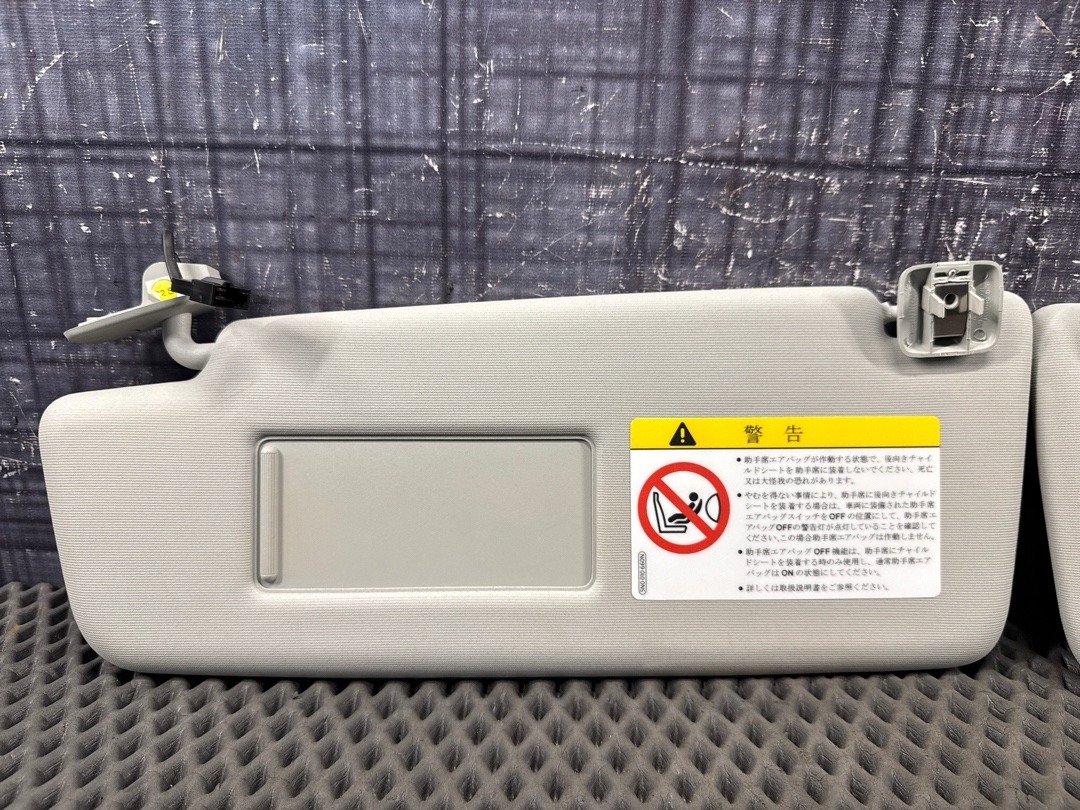 警 告
• 助手席エアバッグが作動する状態で、後向きチャイ
ルドシートを助手席に装着しないでください、死亡
又は大怪我の恐れがあります。
• やむを得ない事情により、助手席に後向きチャイルド
シートを装着する場合は、車両に装備された助手席
エアバッグスイッチをOFFの位置にして、助手席エ
アバッグOFFの警告灯が点灯していることを確認して
ください、この場合助手席エアバッグは作動しません。
• 助手席エアバッグ OFF 機能は、助手席にチャイル
ドシートを装着する時のみ使用し、通常助手席エア
バッグは ON の状態にしてください。
• 詳しくは取扱説明書をご参照ください。
5N0 010 660N